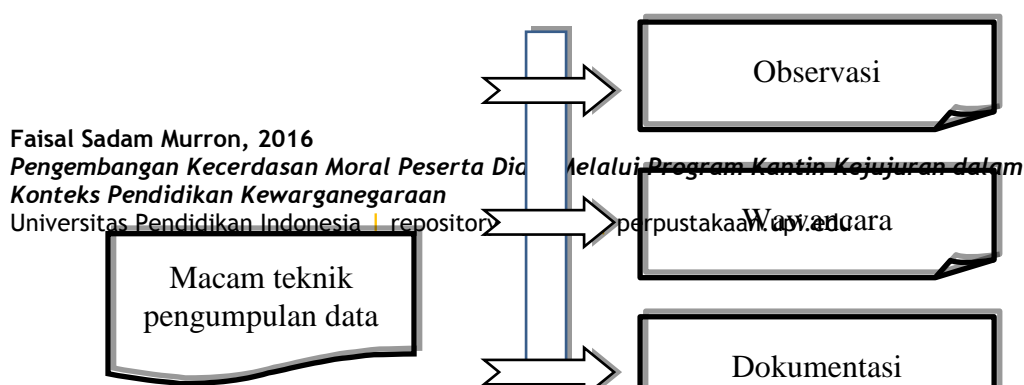 Observasi
Faisal Sadam Murron, 2016
Pengembangan Kecerdasan Moral Peserta Melalui Program Kantin Kejujuran dalam
Konteks Pendidikan Kewarganegaraan
Universitas Pendidikan Indonesia | repository perpustakaan.upi.edu
Wawancara
Macam teknik
pengumpulan data
Dokumentasi